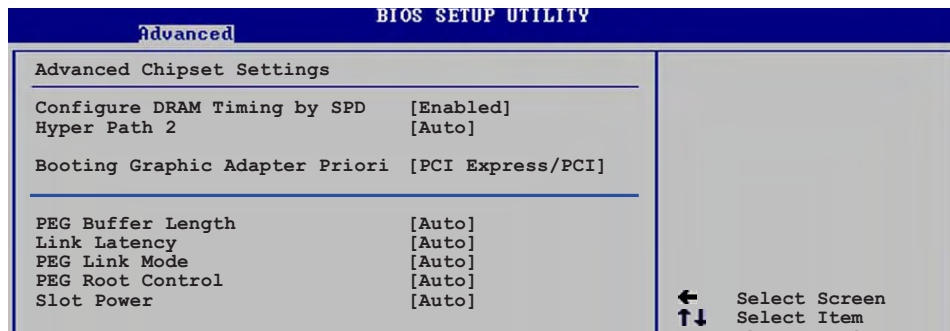 BIOS SETUP UTILITY
Advanced
Advanced Chipset Settings
Configure DRAM Timing by SPD [Enabled]
Hyper Path 2 [Auto]
Booting Graphic Adapter Priori [PCI Express/PCI]
PEG Buffer Length [Auto]
Link Latency [Auto]
PEG Link Mode [Auto]
PEG Root Control [Auto]
Slot Power [Auto]
← Select Screen
↑↓ Select Item